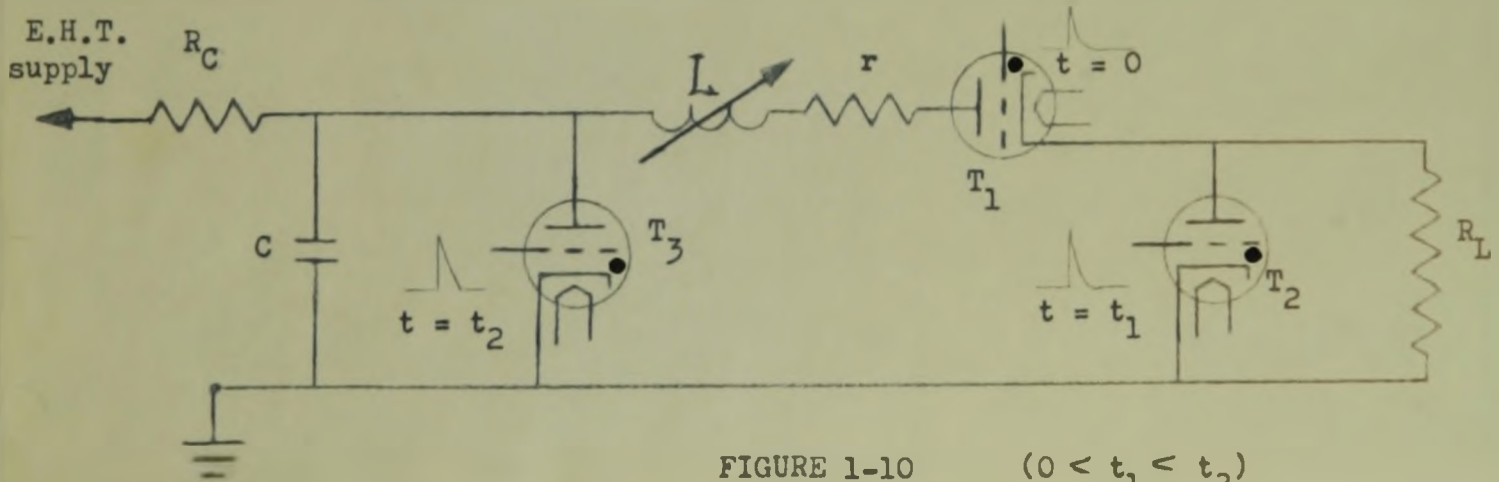 E.H.T.
supply
R_C
L
r
t = 0
T_1
C
T_3
t = t_2
t = t_1
T_2
R_L
FIGURE 1-10 (0 < t_1 < t_2)